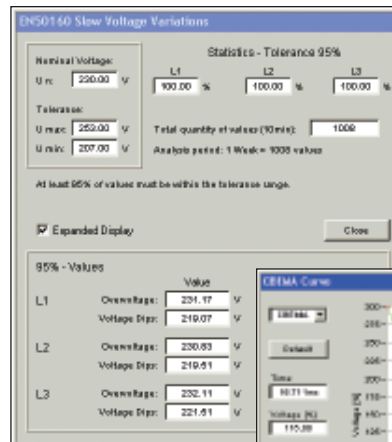 EN50160 Slow Voltage Variations
Statistics - Tolerance 95%
Nominal Voltage:
U n: 230.00 V
L1 L2 L3
100.00 % 100.00 % 100.00 %
Tolerance:
U max: 253.00 V
U min: 207.00 V
Total quantity of values (10min): 1008
Analysis period: 1 Week = 1008 values
At least 95% of values must be within the tolerance range.
Expanded Display
Close
95% - Values
Value
L1 Overvoltage: 231.17 V
Voltage Dips: 219.07 V
L2 Overvoltage: 230.83 V
Voltage Dips: 219.61 V
L3 Overvoltage: 232.11 V
Voltage Dips: 221.61 V
CBEMA Curve
CBEMA
Default
Time
Voltage [%]
Voltage [%]